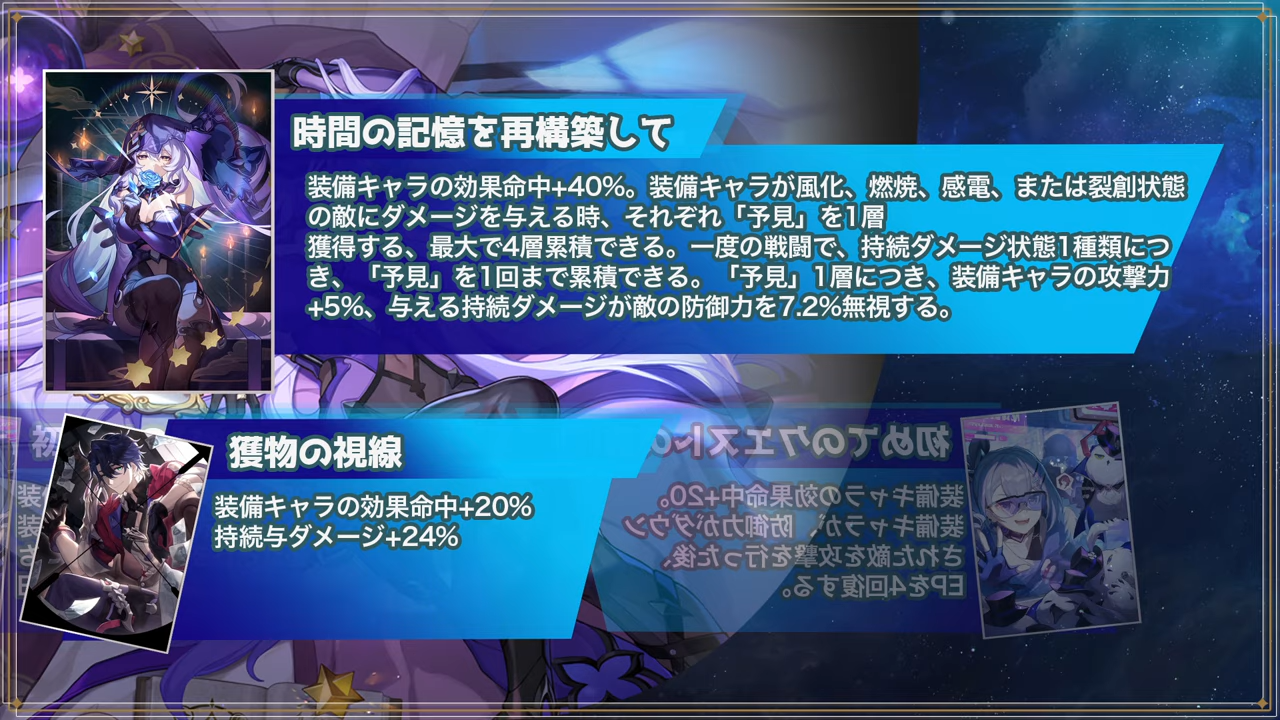 時間の記憶を再構築して
装備キャラの効果命中+40%。装備キャラが風化、燃焼、感電、または裂創状態
の敵にダメージを与える時、それぞれ「予見」を1層
獲得する、最大で4層累積できる。一度の戦闘で、持続ダメージ状態1種類につ
き、「予見」を1回まで累積できる。「予見」1層につき、装備キャラの攻撃力
+5%、与える持続ダメージが敵の防御力を7.2%無視する。
獲物の視線
装備キャラの効果命中+20%
持続与ダメージ+24%
初めてのクエストの
装備キャラの効果命中+20。
装備キャラが、防御力がダウン
された敵を攻撃を行った後、
EPを4回復する。
初
装
装
さ